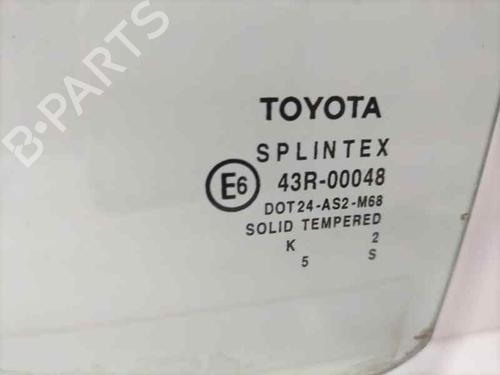 B-PARTS
TOYOTA
SPLINTEX
E6 43R-00048
DOT24-AS2-M68
SOLID TEMPERED
K 2
5 S